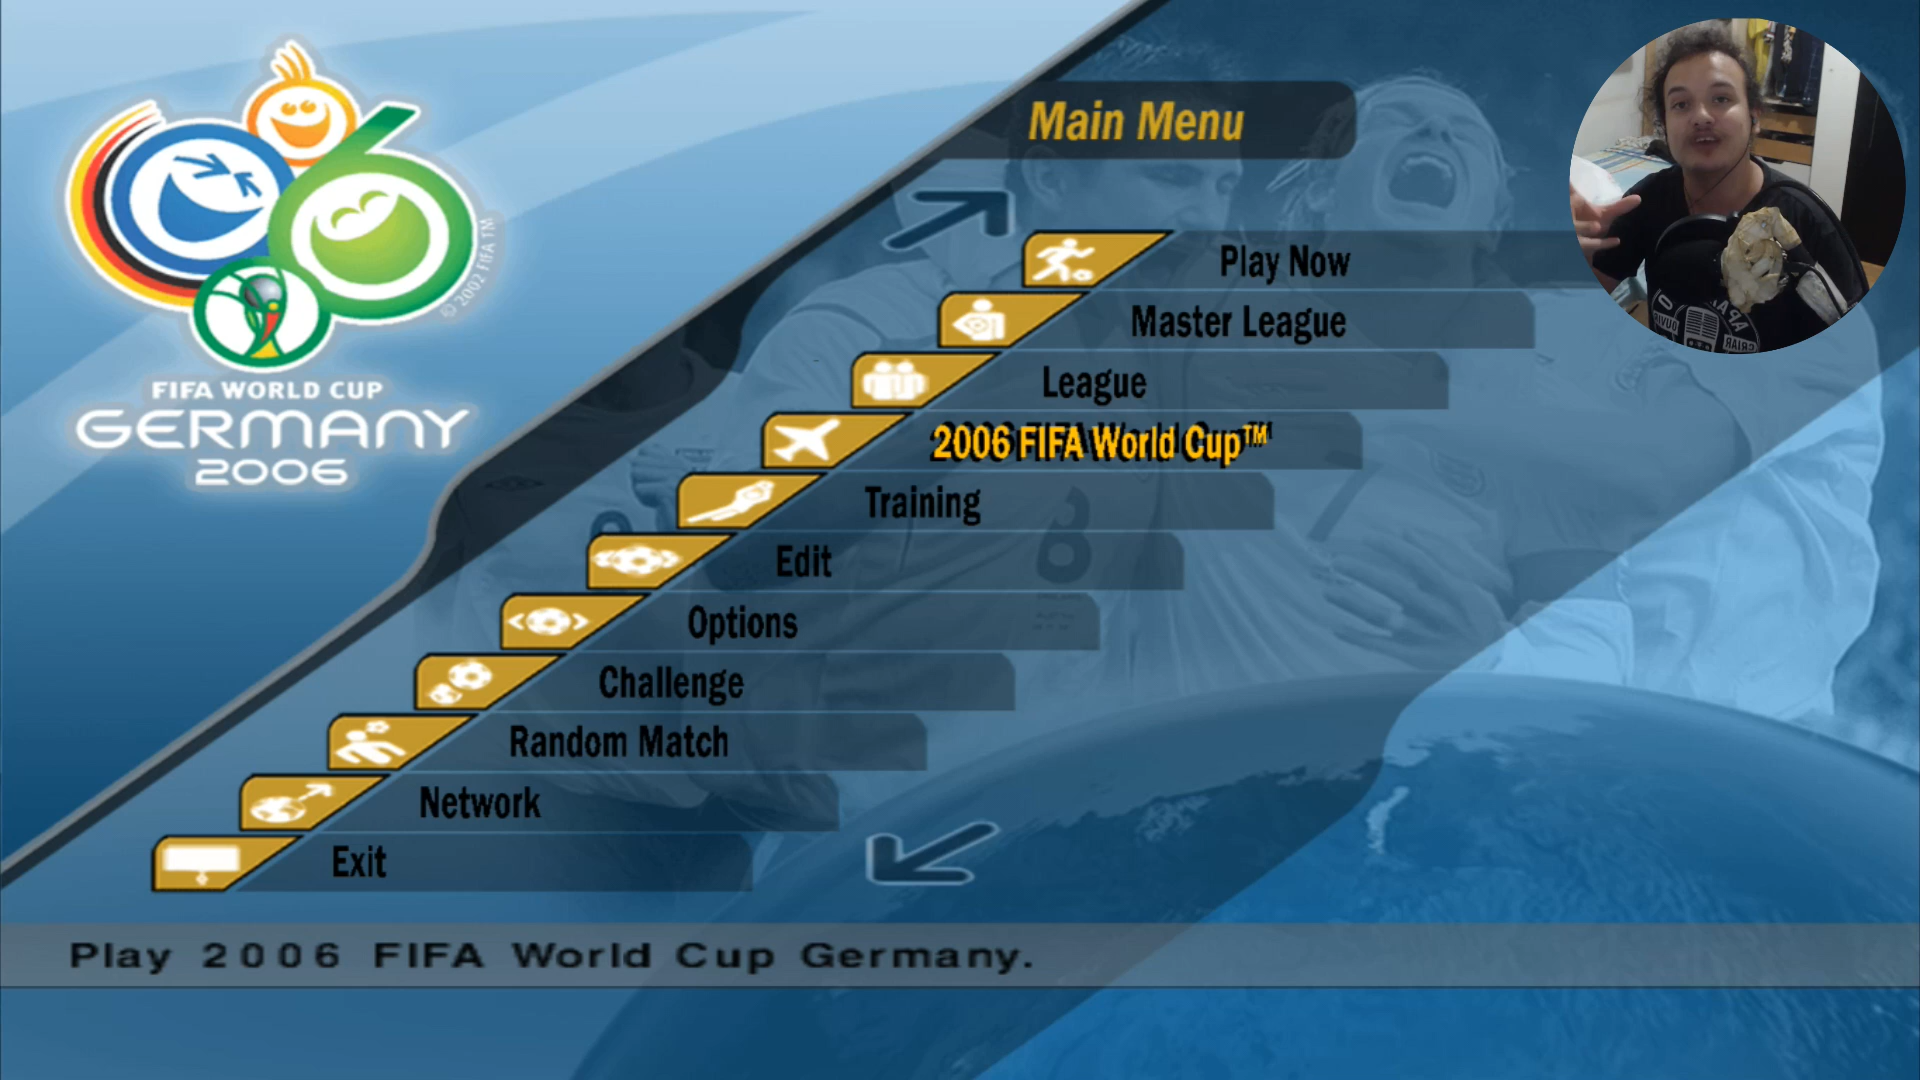 © 2002 FIFA TM
FIFA WORLD CUP
GERMANY
2006
Main Menu
Play Now
Master League
League
2006 FIFA World Cup™
Training
Edit
Options
Challenge
Random Match
Network
Exit
Play 2006 FIFA World Cup Germany.